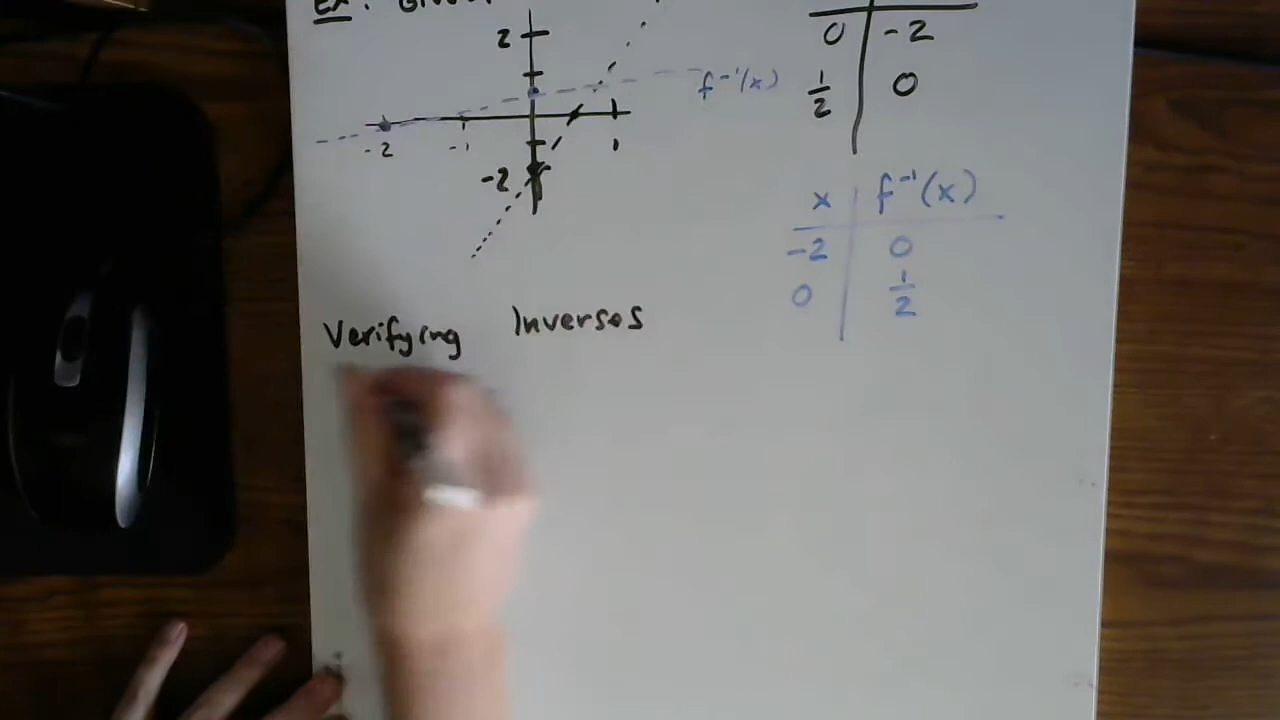 Ex: Given
2
-2
-2 -1 1
f⁻¹(x)
0 | -2
1/2 | 0
x | f⁻¹(x)
-2 | 0
0 | 1/2
Verifying Inverses